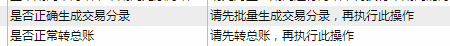 是否正确生成交易分录 请先批量生成交易分录，再执行此操作
是否正常转总账 请先转总账，再执行此操作